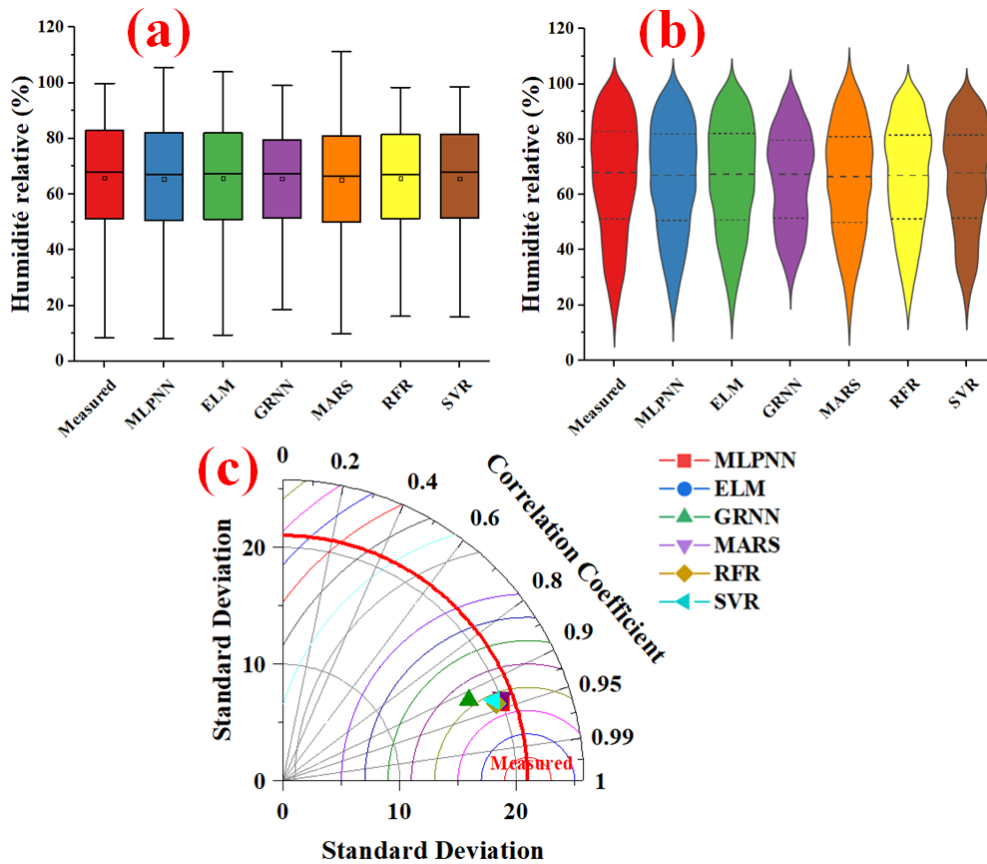 (a)
Humidité relative (%)
120
100
80
60
40
20
0
Measured
MLPNN
ELM
GRNN
MARS
RFR
SVR
(b)
Humidité relative (%)
120
100
80
60
40
20
0
Measured
MLPNN
ELM
GRNN
MARS
RFR
SVR
(c)
0
0.2
0.4
0.6
0.8
0.9
0.95
0.99
1
Correlation Coefficient
Standard Deviation
20
10
0
0
10
20
Standard Deviation
Measured
MLPNN
ELM
GRNN
MARS
RFR
SVR